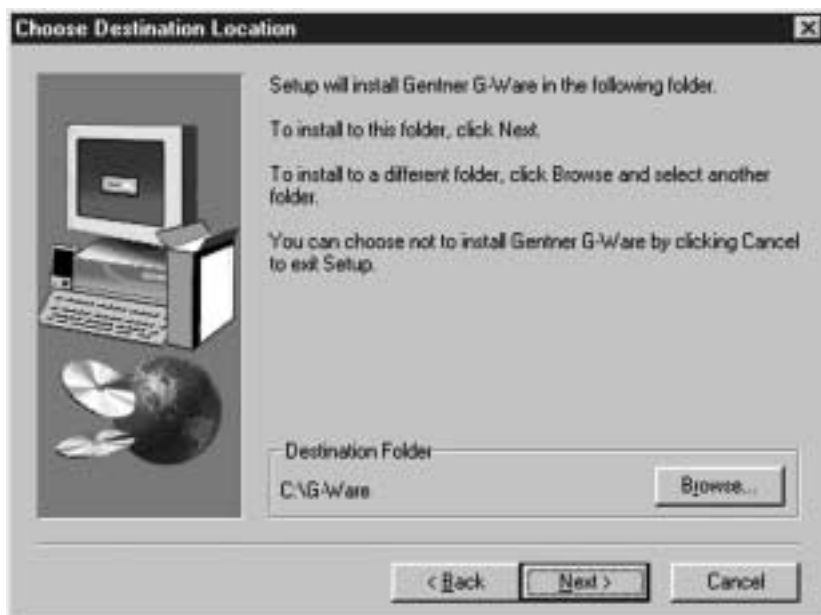 Choose Destination Location
Setup will install Gentner G-Ware in the following folder.
To install to this folder, click Next.
To install to a different folder, click Browse and select another
folder.
You can choose not to install Gentner G-Ware by clicking Cancel
to exit Setup.
Destination Folder
C:\G-Ware
Browse...
< Back
Next >
Cancel